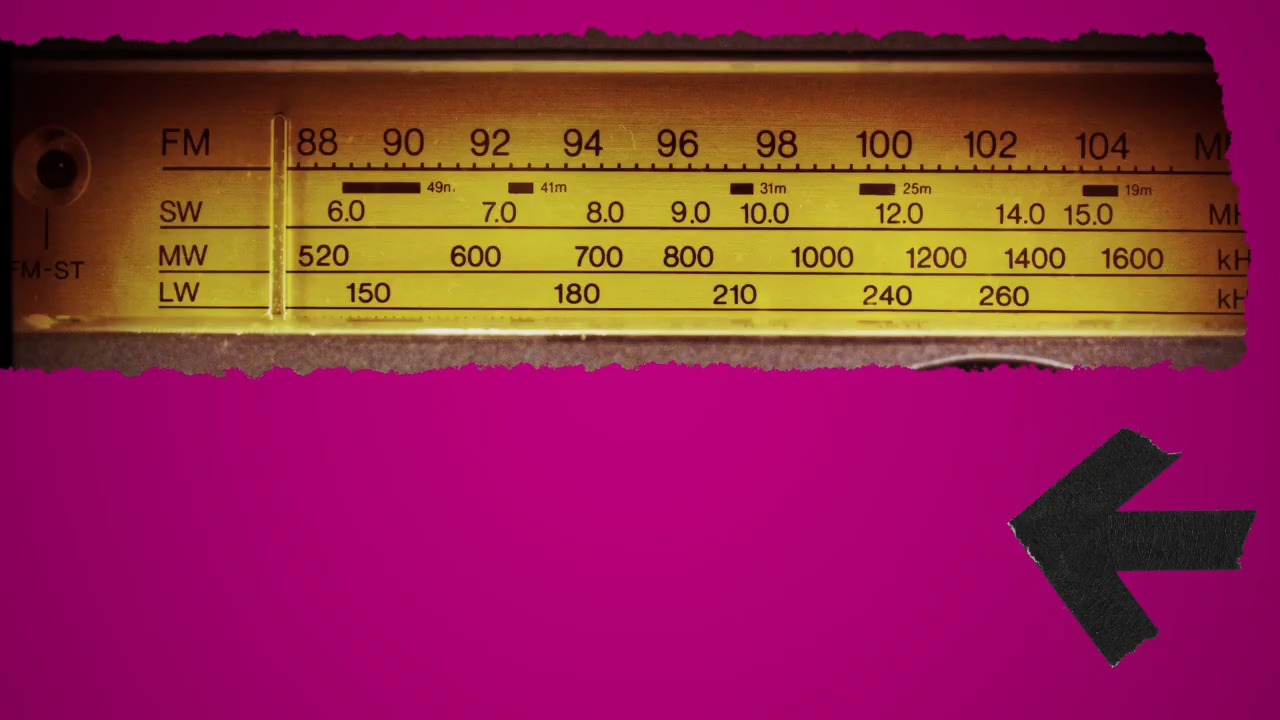 FM 88 90 92 94 96 98 100 102 104
49m 41m 31m 25m 19m
SW 6.0 7.0 8.0 9.0 10.0 12.0 14.0 15.0
MW 520 600 700 800 1000 1200 1400 1600
FM-ST
LW 150 180 210 240 260